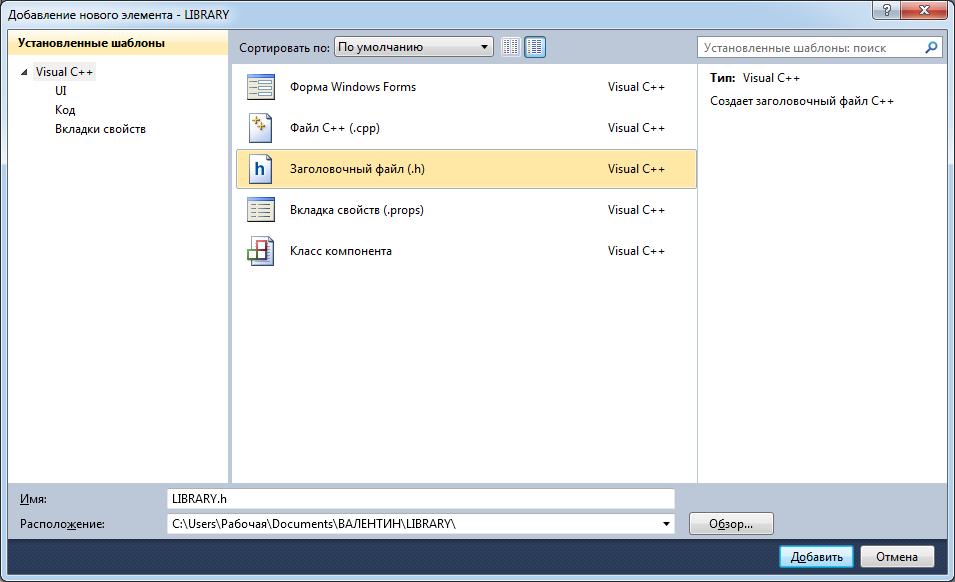 Добавление нового элемента - LIBRARY
?
Установленные шаблоны
Сортировать по: По умолчанию
Установленные шаблоны: поиск
Visual C++
UI
Код
Вкладки свойств
Форма Windows Forms Visual C++
Файл C++ (.cpp) Visual C++
h Заголовочный файл (.h) Visual C++
Вкладка свойств (.props) Visual C++
Класс компонента Visual C++
Тип: Visual C++
Создает заголовочный файл C++
Имя: LIBRARY.h
Расположение: C:\Users\Рабочая\Documents\ВАЛЕНТИН\LIBRARY\ Обзор...
Добавить Отмена